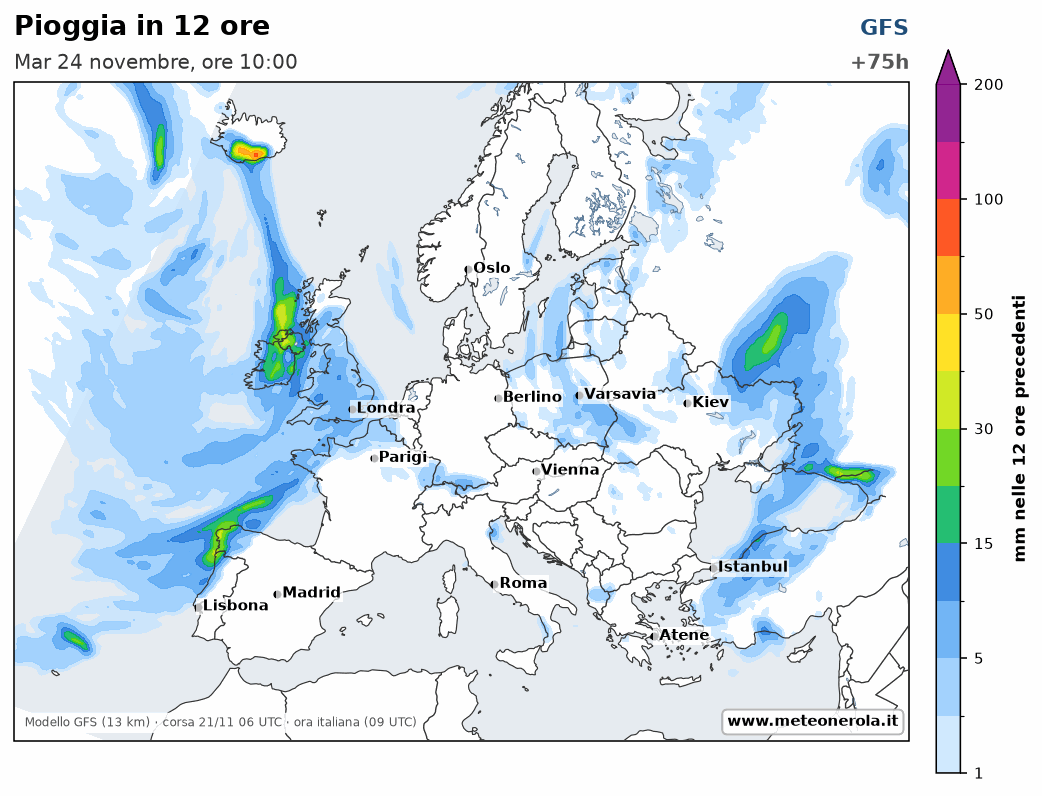 Pioggia in 12 ore
GFS
Mar 24 novembre, ore 10:00
+75h
200
100
50
30
15
5
1
mm nelle 12 ore precedenti
Oslo
Berlino
Varsavia
Kiev
Londra
Parigi
Vienna
Istanbul
Roma
Madrid
Lisbona
Atene
Modello GFS (13 km) · corsa 21/11 06 UTC · ora italiana (09 UTC)
www.meteonerola.it